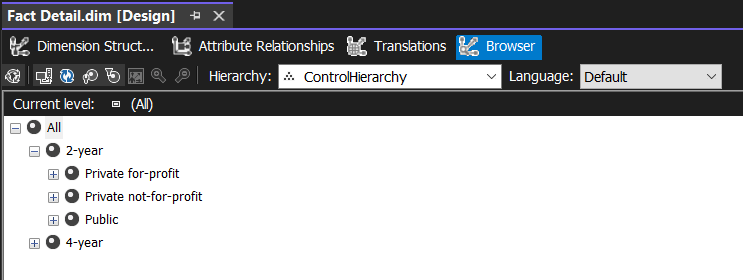 Fact Detail.dim [Design]
Dimension Struct... Attribute Relationships Translations Browser
Hierarchy: ControlHierarchy Language: Default
Current level: (All)
All
2-year
Private for-profit
Private not-for-profit
Public
4-year